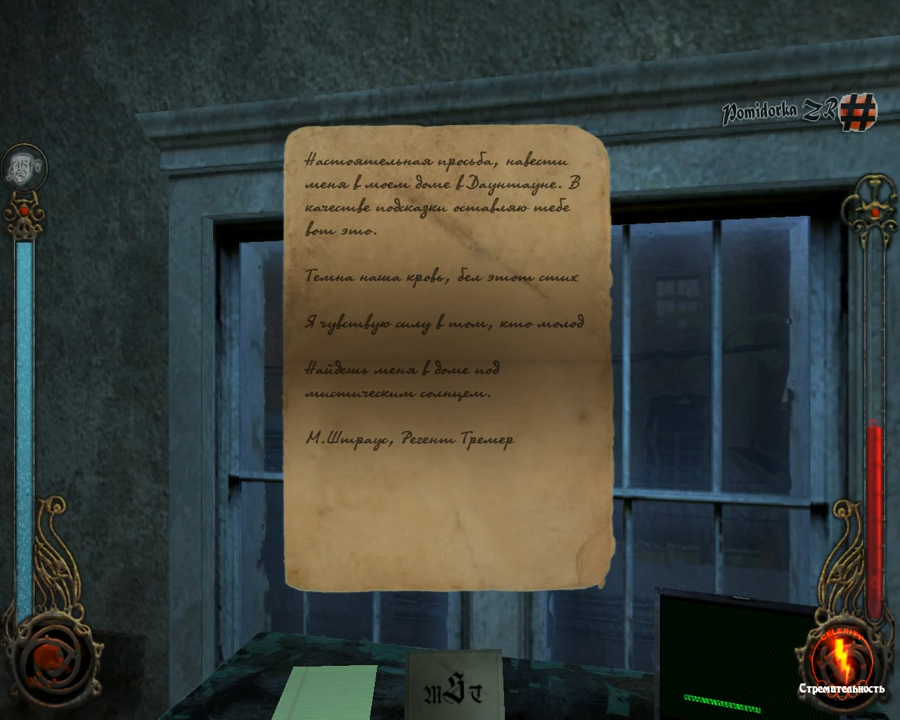 Pomidorka ZR
Настоятельная просьба, навести
меня в моем доме в Даунтауне. В
качестве подсказки оставляю тебе
вот это.
Темна наша кровь, бел этот стих
Я чувствую силу в том, кто молод
Найдешь меня в доме под
мистическим солнцем.
М.Штраус, Регент Тремер
CELERITY
Стремительность